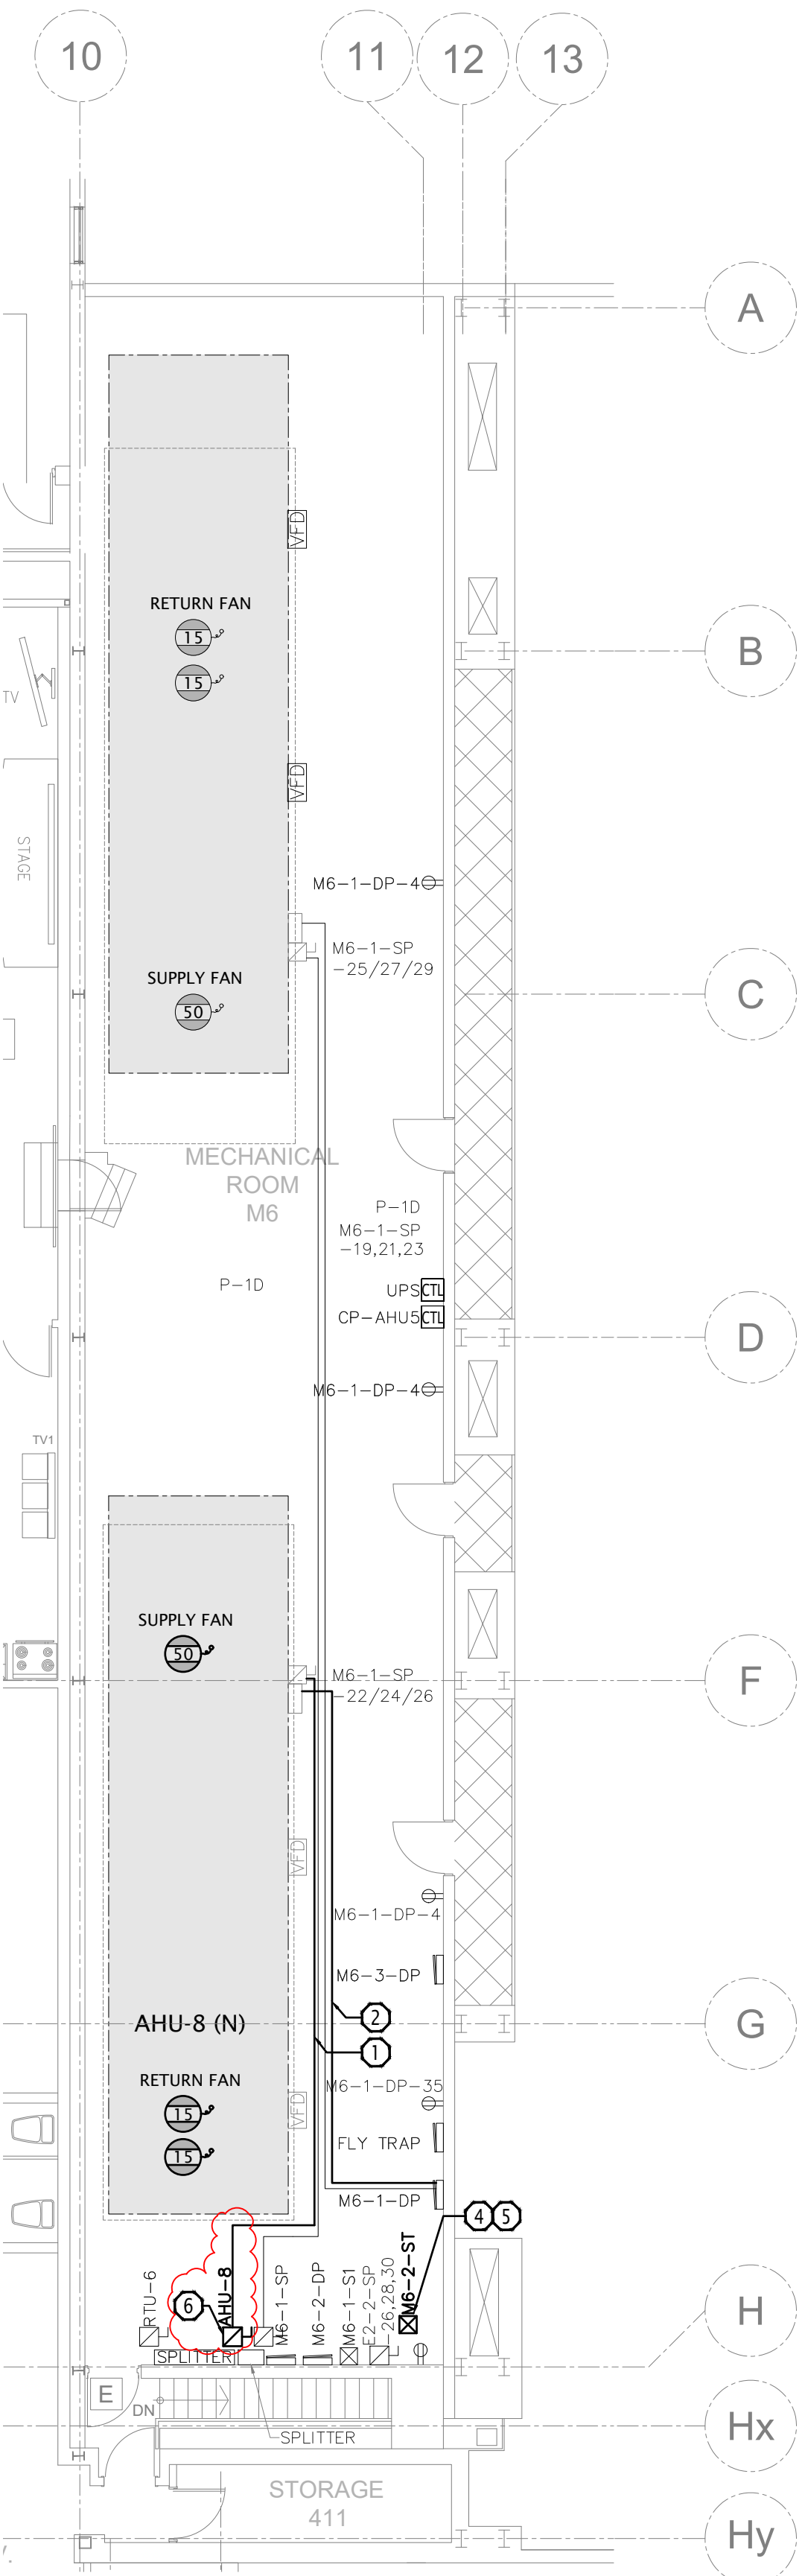 10
11
12
13
A
VFD
RETURN FAN
15
15
B
TV
VFD
STAGE
M6-1-DP-4
M6-1-SP
-25/27/29
SUPPLY FAN
50
C
MECHANICAL
ROOM
M6
P-1D
M6-1-SP
-19,21,23
P-1D
UPS
CTL
CP-AHU5
CTL
D
M6-1-DP-4
TV1
SUPPLY FAN
50
M6-1-SP
-22/24/26
F
VFD
M6-1-DP-4
M6-3-DP
2
AHU-8 (N)
G
1
RETURN FAN
M6-1-DP-35
15
VFD
FLY TRAP
15
M6-1-DP
4
5
RTU-6
6
AHU-8
M6-1-SP
M6-2-DP
M6-1-S1
E2-2-SP
-26,28,30
M6-2-ST
H
SPLITTER
E
DN
SPLITTER
Hx
STORAGE
411
Hy